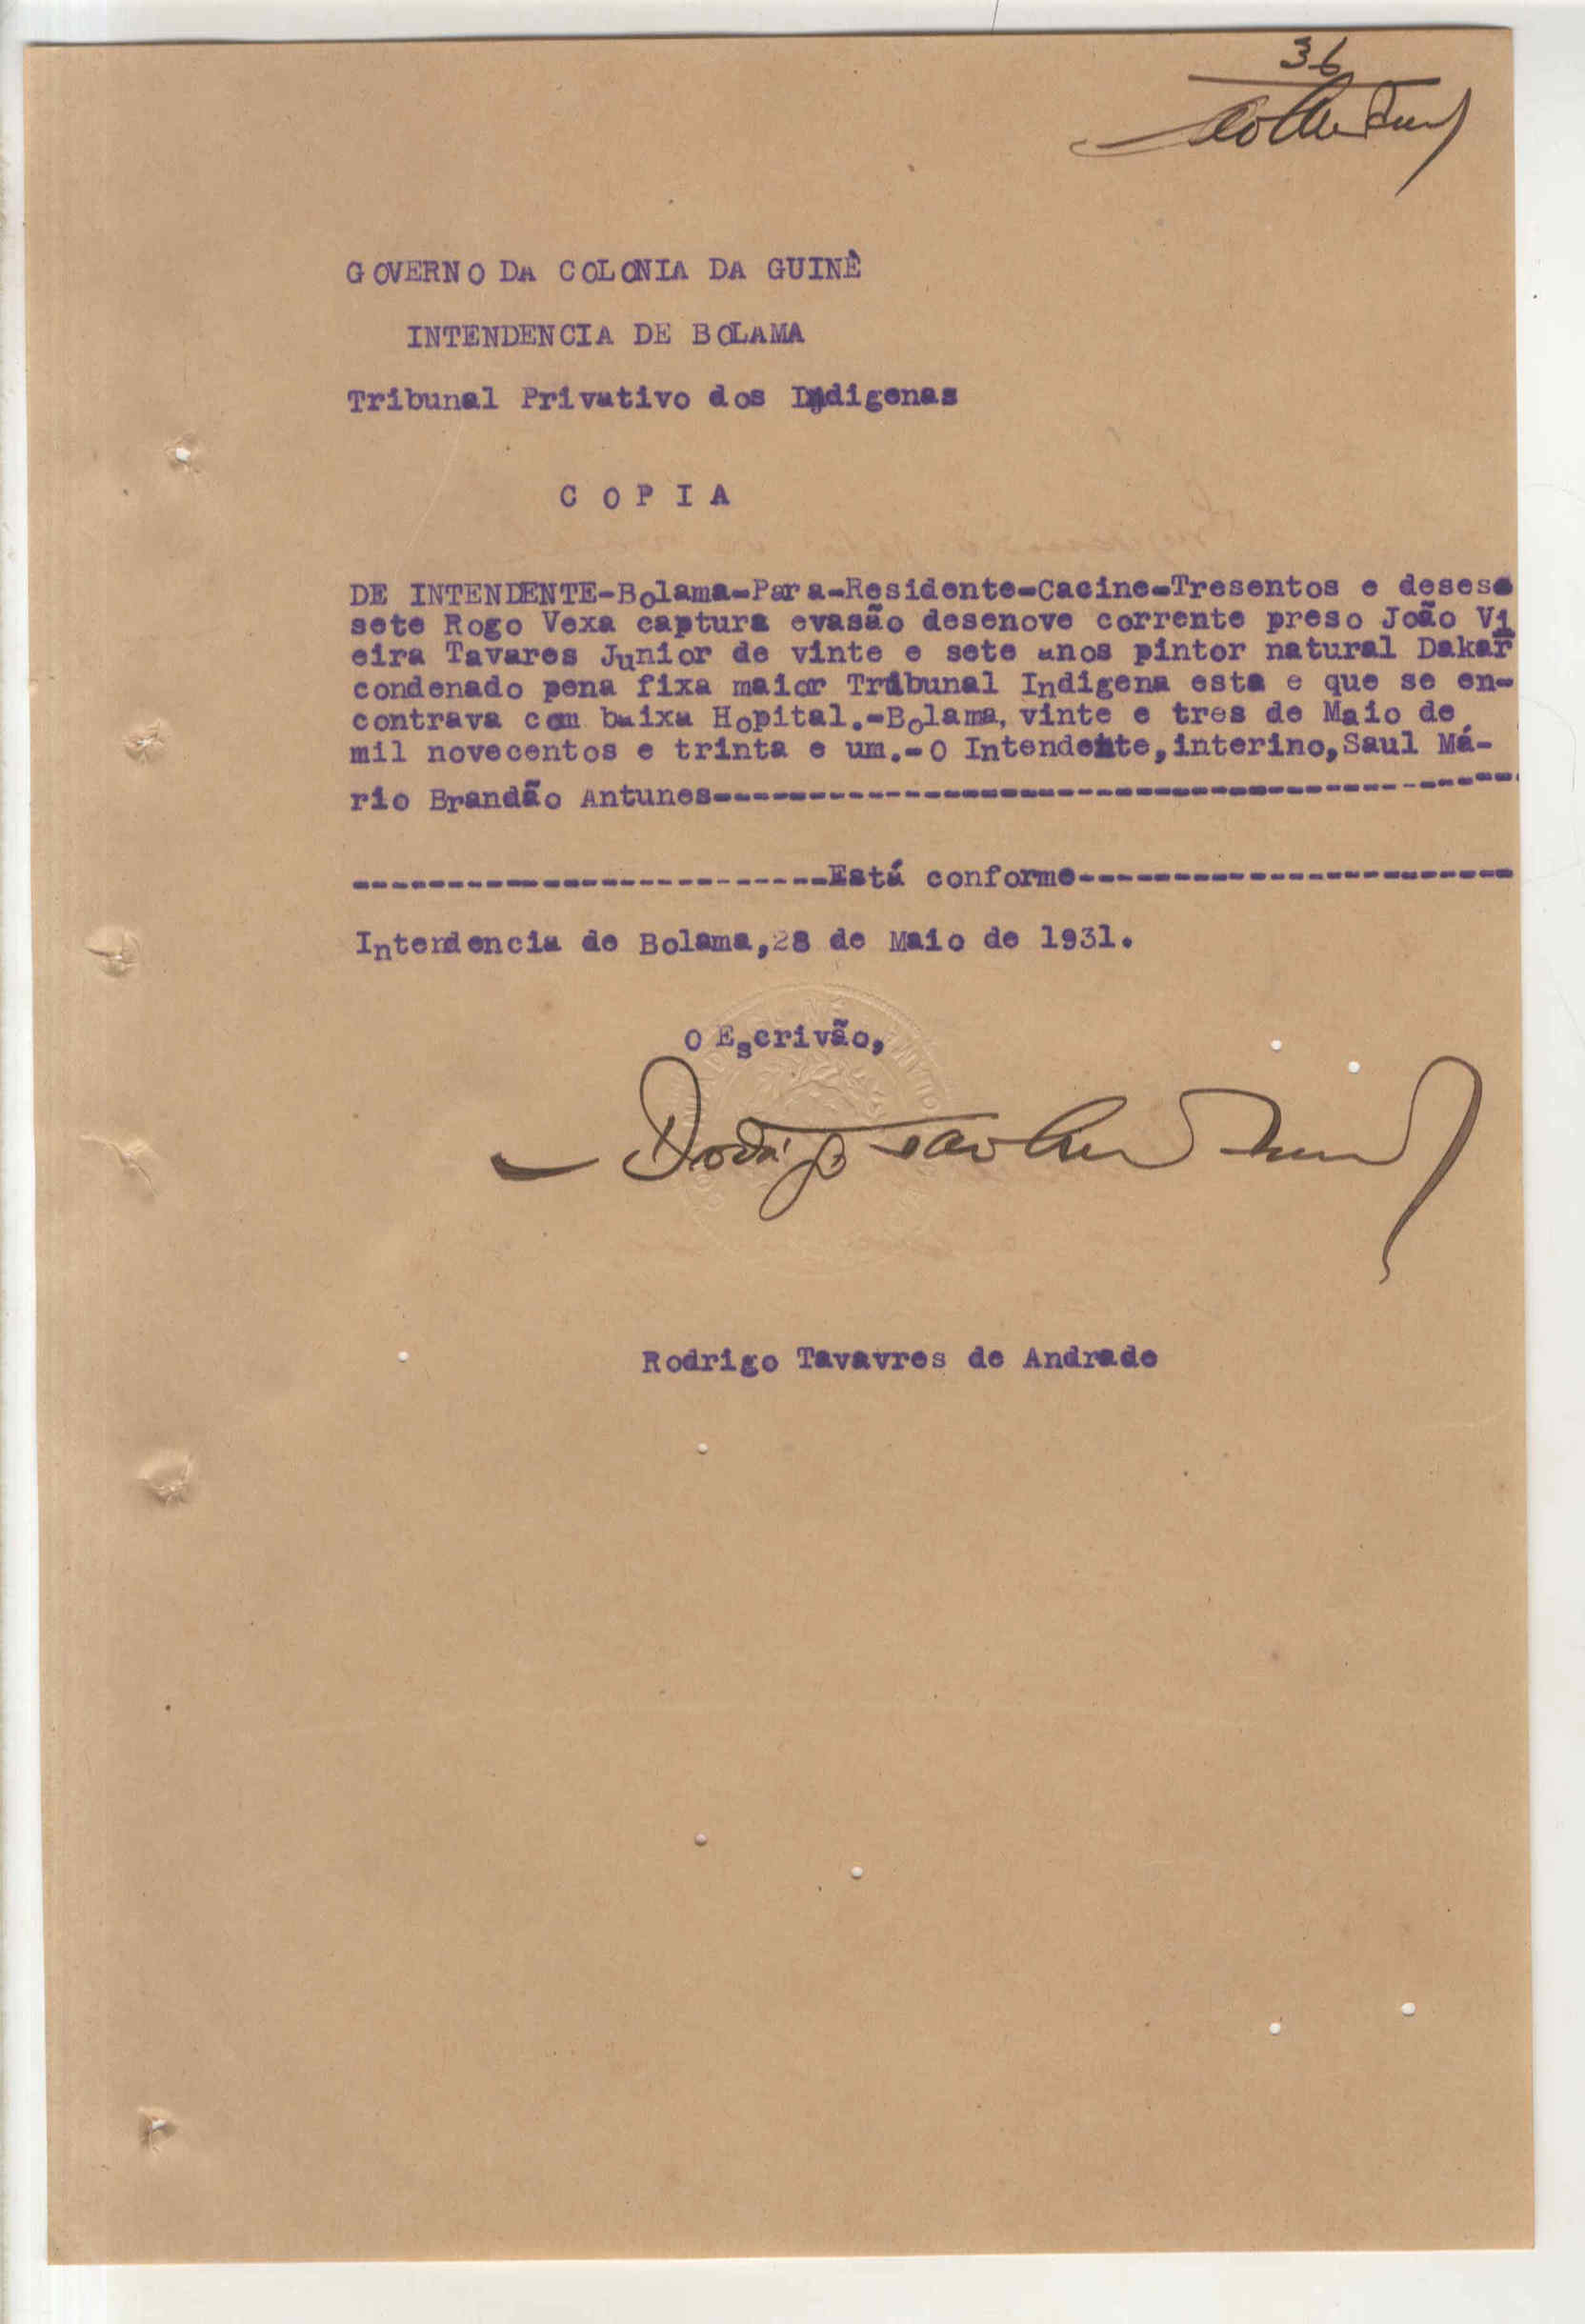 36
GOVERNO DA COLONIA DA GUINÈ
INTENDENCIA DE BOLAMA
Tribunal Privativo dos Indigenas
COPIA
DE INTENDENTE-Bolama-Para-Residente-Cacine-Tresentos e deses-
sete Rogo Vexa captura evasão desenove corrente preso João Vi
eira Tavares Junior de vinte e sete anos pintor natural Dakar
condenado pena fixa maior Tribunal Indigena esta e que se en-
contrava com baixa Hopital.-Bolama, vinte e tres de Maio de
mil novecentos e trinta e um.-O Intendente,interino,Saul Má-
rio Brandão Antunes------------------------------------------
-------------------------Está conforme-----------------------
Intendencia de Bolama,28 de Maio de 1931.
O Escrivão,
Rodrigo Tavavres de Andrade